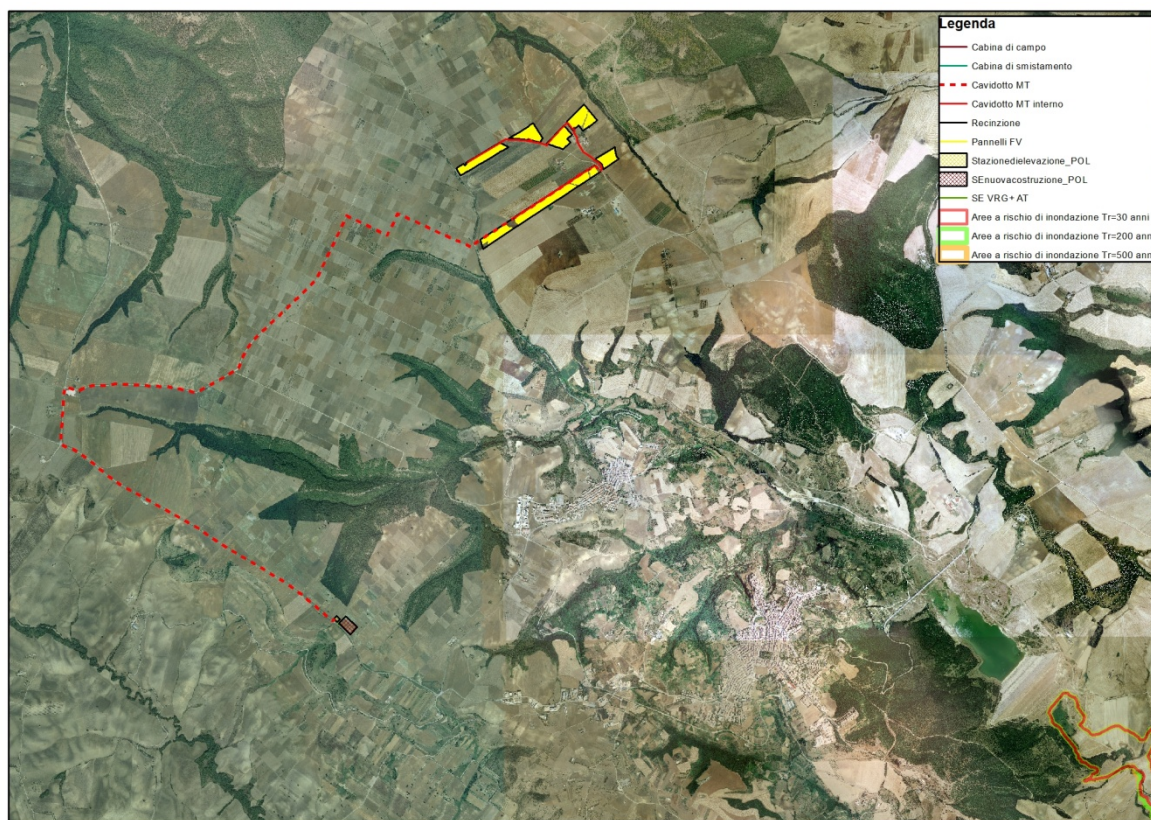 Legenda
Cabina di campo
Cabina di smistamento
Cavidotto MT
Cavidotto MT interno
Recinzione
Pannelli FV
Stazionedielevazione_POL
SEnuovacostruzione_POL
SE VRG+ AT
Aree a rischio di inondazione Tr=30 anni
Aree a rischio di inondazione Tr=200 ann
Aree a rischio di inondazione Tr=500 ann